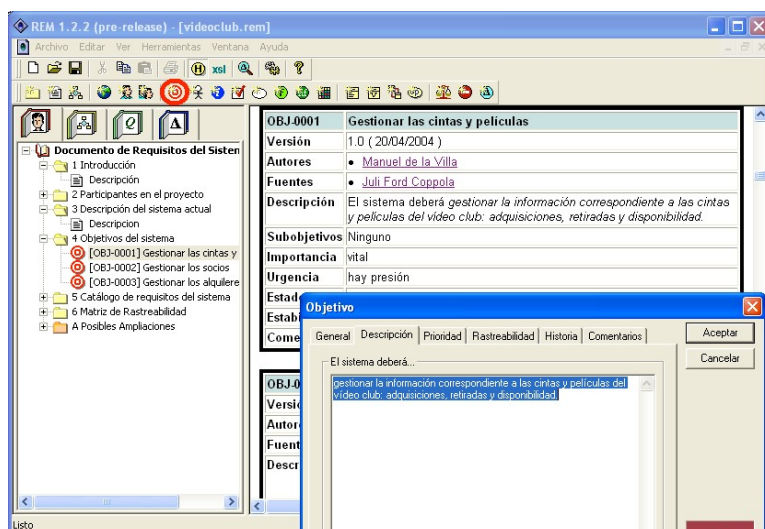 REM 1.2.2 (pre-release) - [videoclub.rem]
Archivo Editar Ver Herramientas Ventana Ayuda
H xsl
Documento de Requisitos del Sisten
1 Introducción
Descripción
2 Participantes en el proyecto
3 Descripción del sistema actual
Descripcion
4 Objetivos del sistema
[OBJ-0001] Gestionar las cintas y
[OBJ-0002] Gestionar los socios
[OBJ-0003] Gestionar los alquilere
5 Catálogo de requisitos del sistema
6 Matriz de Rastreabilidad
A Posibles Ampliaciones
OBJ-0001 Gestionar las cintas y películas
Versión 1.0 ( 20/04/2004 )
Autores • Manuel de la Villa
Fuentes • Juli Ford Coppola
Descripción El sistema deberá gestionar la información correspondiente a las cintas
y películas del vídeo club: adquisiciones, retiradas y disponibilidad.
Subobjetivos Ninguno
Importancia vital
Urgencia hay presión
Estad
Estabi
Come
OBJ-0
Versió
Autor
Fuent
Descr
Objetivo
General Descripción Prioridad Rastreabilidad Historia Comentarios
Aceptar
Cancelar
El sistema deberá...
gestionar la información correspondiente a las cintas y películas del
vídeo club: adquisiciones, retiradas y disponibilidad.
Listo